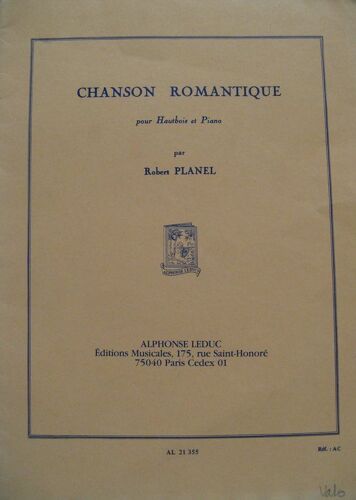 CHANSON ROMANTIQUE
pour Hautbois et Piano
par
Robert PLANEL
ALPHONSE LEDUC
ALPHONSE LEDUC
Éditions Musicales, 175, rue Saint-Honoré
75040 Paris Cedex 01
AL 21 355
Réf. : AC